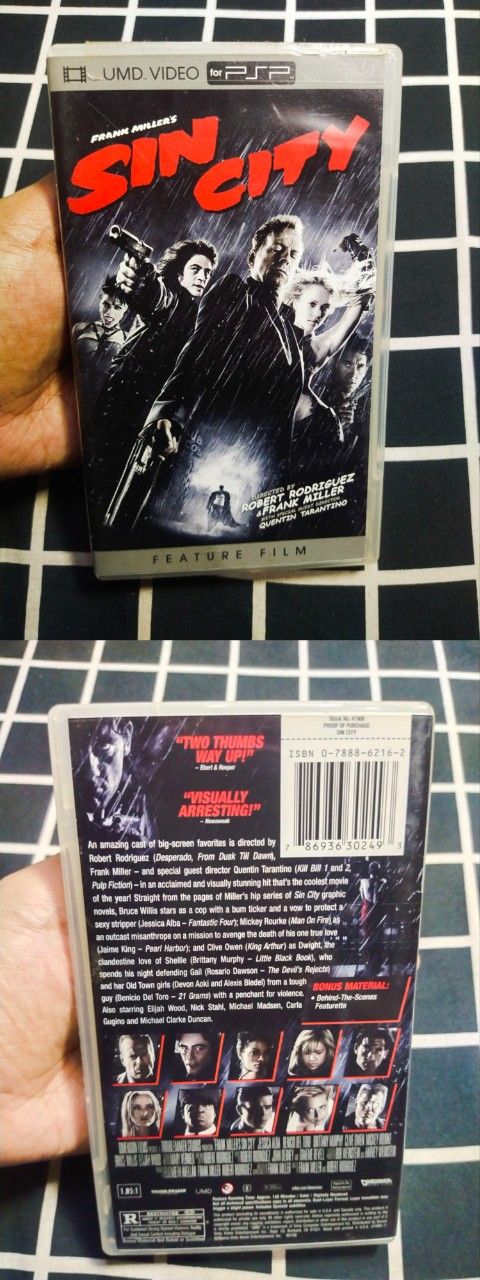 UMD VIDEO for PSP
FRANK MILLER'S
SIN
CITY
DIRECTED BY
ROBERT RODRIGUEZ
& FRANK MILLER
WITH SPECIAL GUEST DIRECTOR
QUENTIN TARANTINO
FEATURE FILM
Stock No. 41906
PROOF OF PURCHASE
SIN CITY
ISBN 0-7888-6216-2
7 86936 30249 3
"TWO THUMBS
WAY UP!"
– Ebert & Roeper
"VISUALLY
ARRESTING!"
– Newsweek
An amazing cast of big-screen favorites is directed by
Robert Rodriguez (Desperado, From Dusk Till Dawn),
Frank Miller – and special guest director Quentin Tarantino (Kill Bill 1 and 2,
Pulp Fiction) – in an acclaimed and visually stunning hit that's the coolest movie
of the year! Straight from the pages of Miller's hip series of Sin City graphic
novels, Bruce Willis stars as a cop with a bum ticker and a vow to protect a
sexy stripper (Jessica Alba – Fantastic Four); Mickey Rourke (Man On Fire) as
an outcast misanthrope on a mission to avenge the death of his one true love
(Jaime King – Pearl Harbor); and Clive Owen (King Arthur) as Dwight, the
clandestine love of Shellie (Brittany Murphy – Little Black Book), who
spends his night defending Gail (Rosario Dawson – The Devil's Rejects)
and her Old Town girls (Devon Aoki and Alexis Bledel) from a tough
guy (Benicio Del Toro – 21 Grams) with a penchant for violence.
Also starring Elijah Wood, Nick Stahl, Michael Madsen, Carla
Gugino and Michael Clarke Duncan.
BONUS MATERIAL:
• Behind-The-Scenes
Featurette
1.85:1
UMD
R RESTRICTED